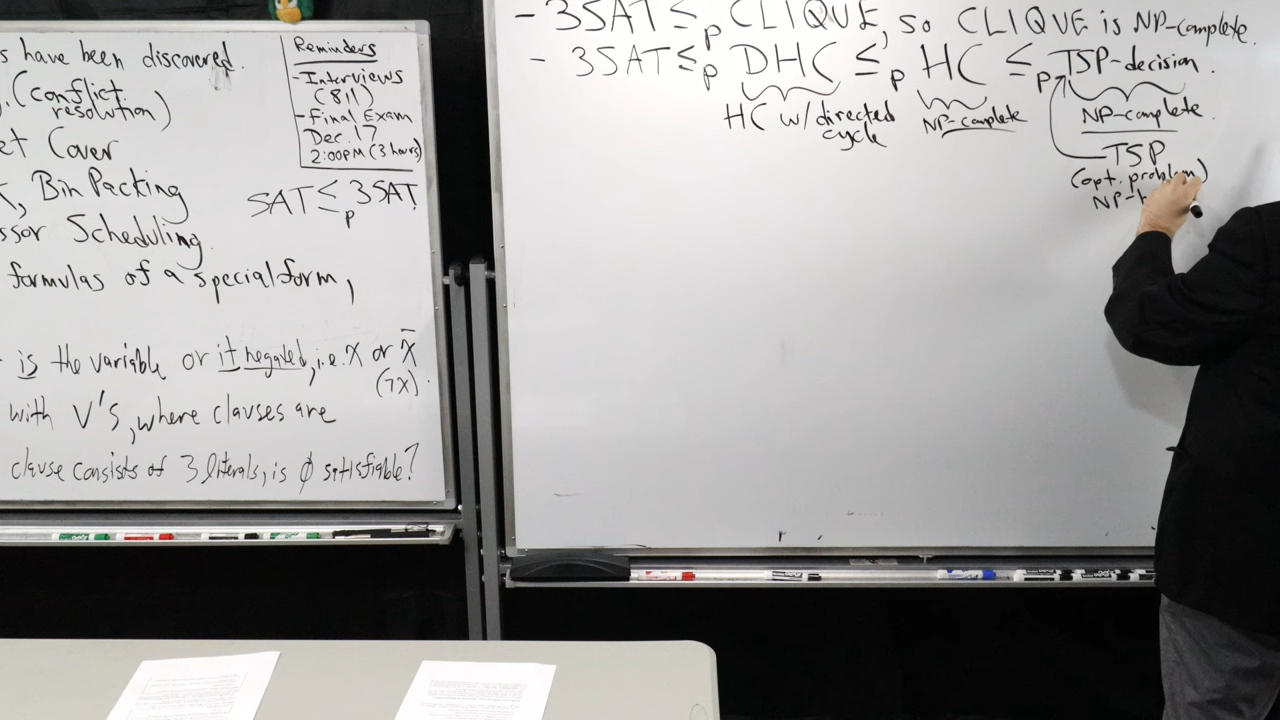 s have been discovered.
(conflict
resolution)
et Cover
, Bin Packing
ssor Scheduling.
formulas of a special form,
is the variable or it negated, i.e. X or X̄
(¬X).
with V's, where clauses are
clause consists of 3 literals, is ϕ satisfiable?
Reminders
- Interviews
(8II)
- Final Exam
Dec. 17
2:00PM (3 hours)
SAT ≤p 3SAT.
- 3SAT ≤p CLIQUE, so CLIQUE is NP-complete.
- 3SAT ≤p DHC ≤p HC ≤p TSP-decision.
HC w/ directed
cycle
NP-complete
NP-complete.
TSP
(opt. problem)
NP-